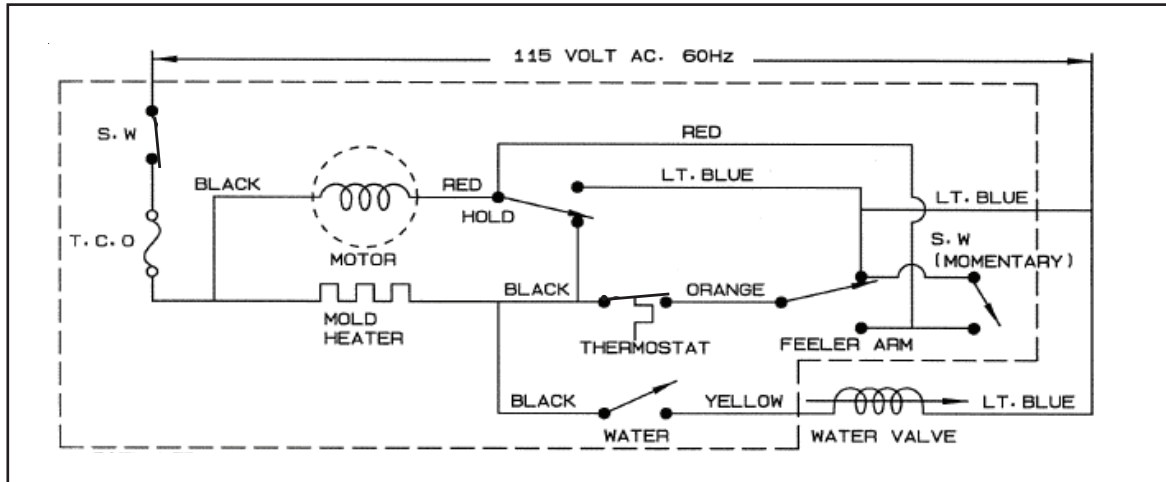 115 VOLT AC. 60Hz
S.W
RED
BLACK
RED
LT. BLUE
LT. BLUE
HOLD
T.C.O
S.W
(MOMENTARY)
MOTOR
BLACK
ORANGE
MOLD
HEATER
THERMOSTAT
FEELER ARM
BLACK
YELLOW
LT. BLUE
WATER
WATER VALVE